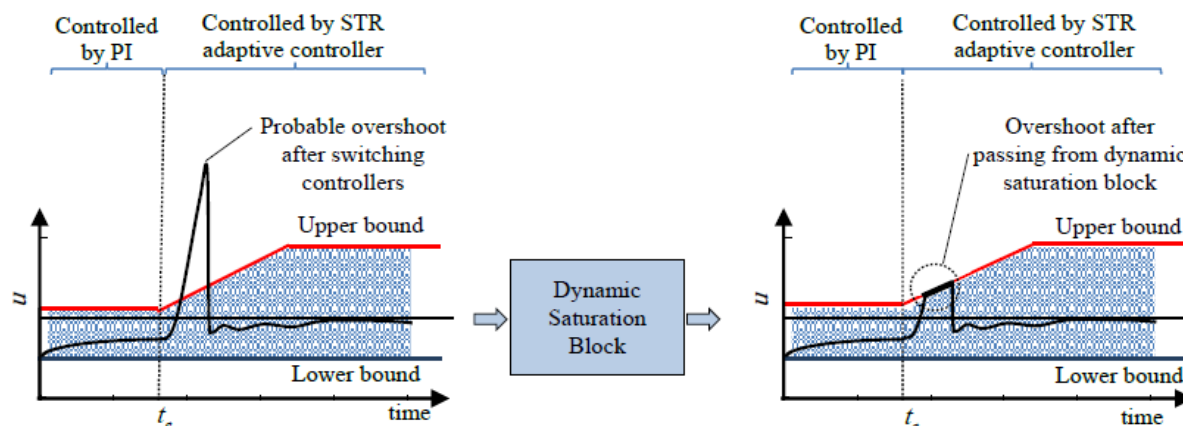 Controlled
by PI
Controlled by STR
adaptive controller
Probable overshoot
after switching
controllers
Upper bound
u
Lower bound
time
Dynamic
Saturation
Block
Controlled
by PI
Controlled by STR
adaptive controller
Overshoot after
passing from dynamic
saturation block
Upper bound
u
Lower bound
time